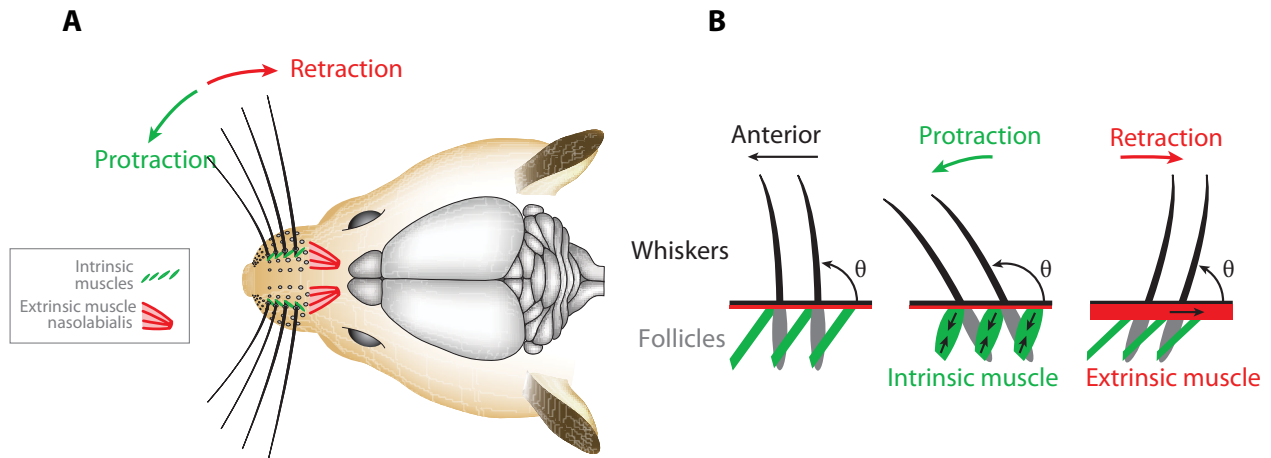 A
Retraction
Protraction
Intrinsic
muscles
Extrinsic muscle
nasolabialis
B
Anterior
Protraction
Retraction
Whiskers
θ
θ
θ
Follicles
Intrinsic muscle
Extrinsic muscle